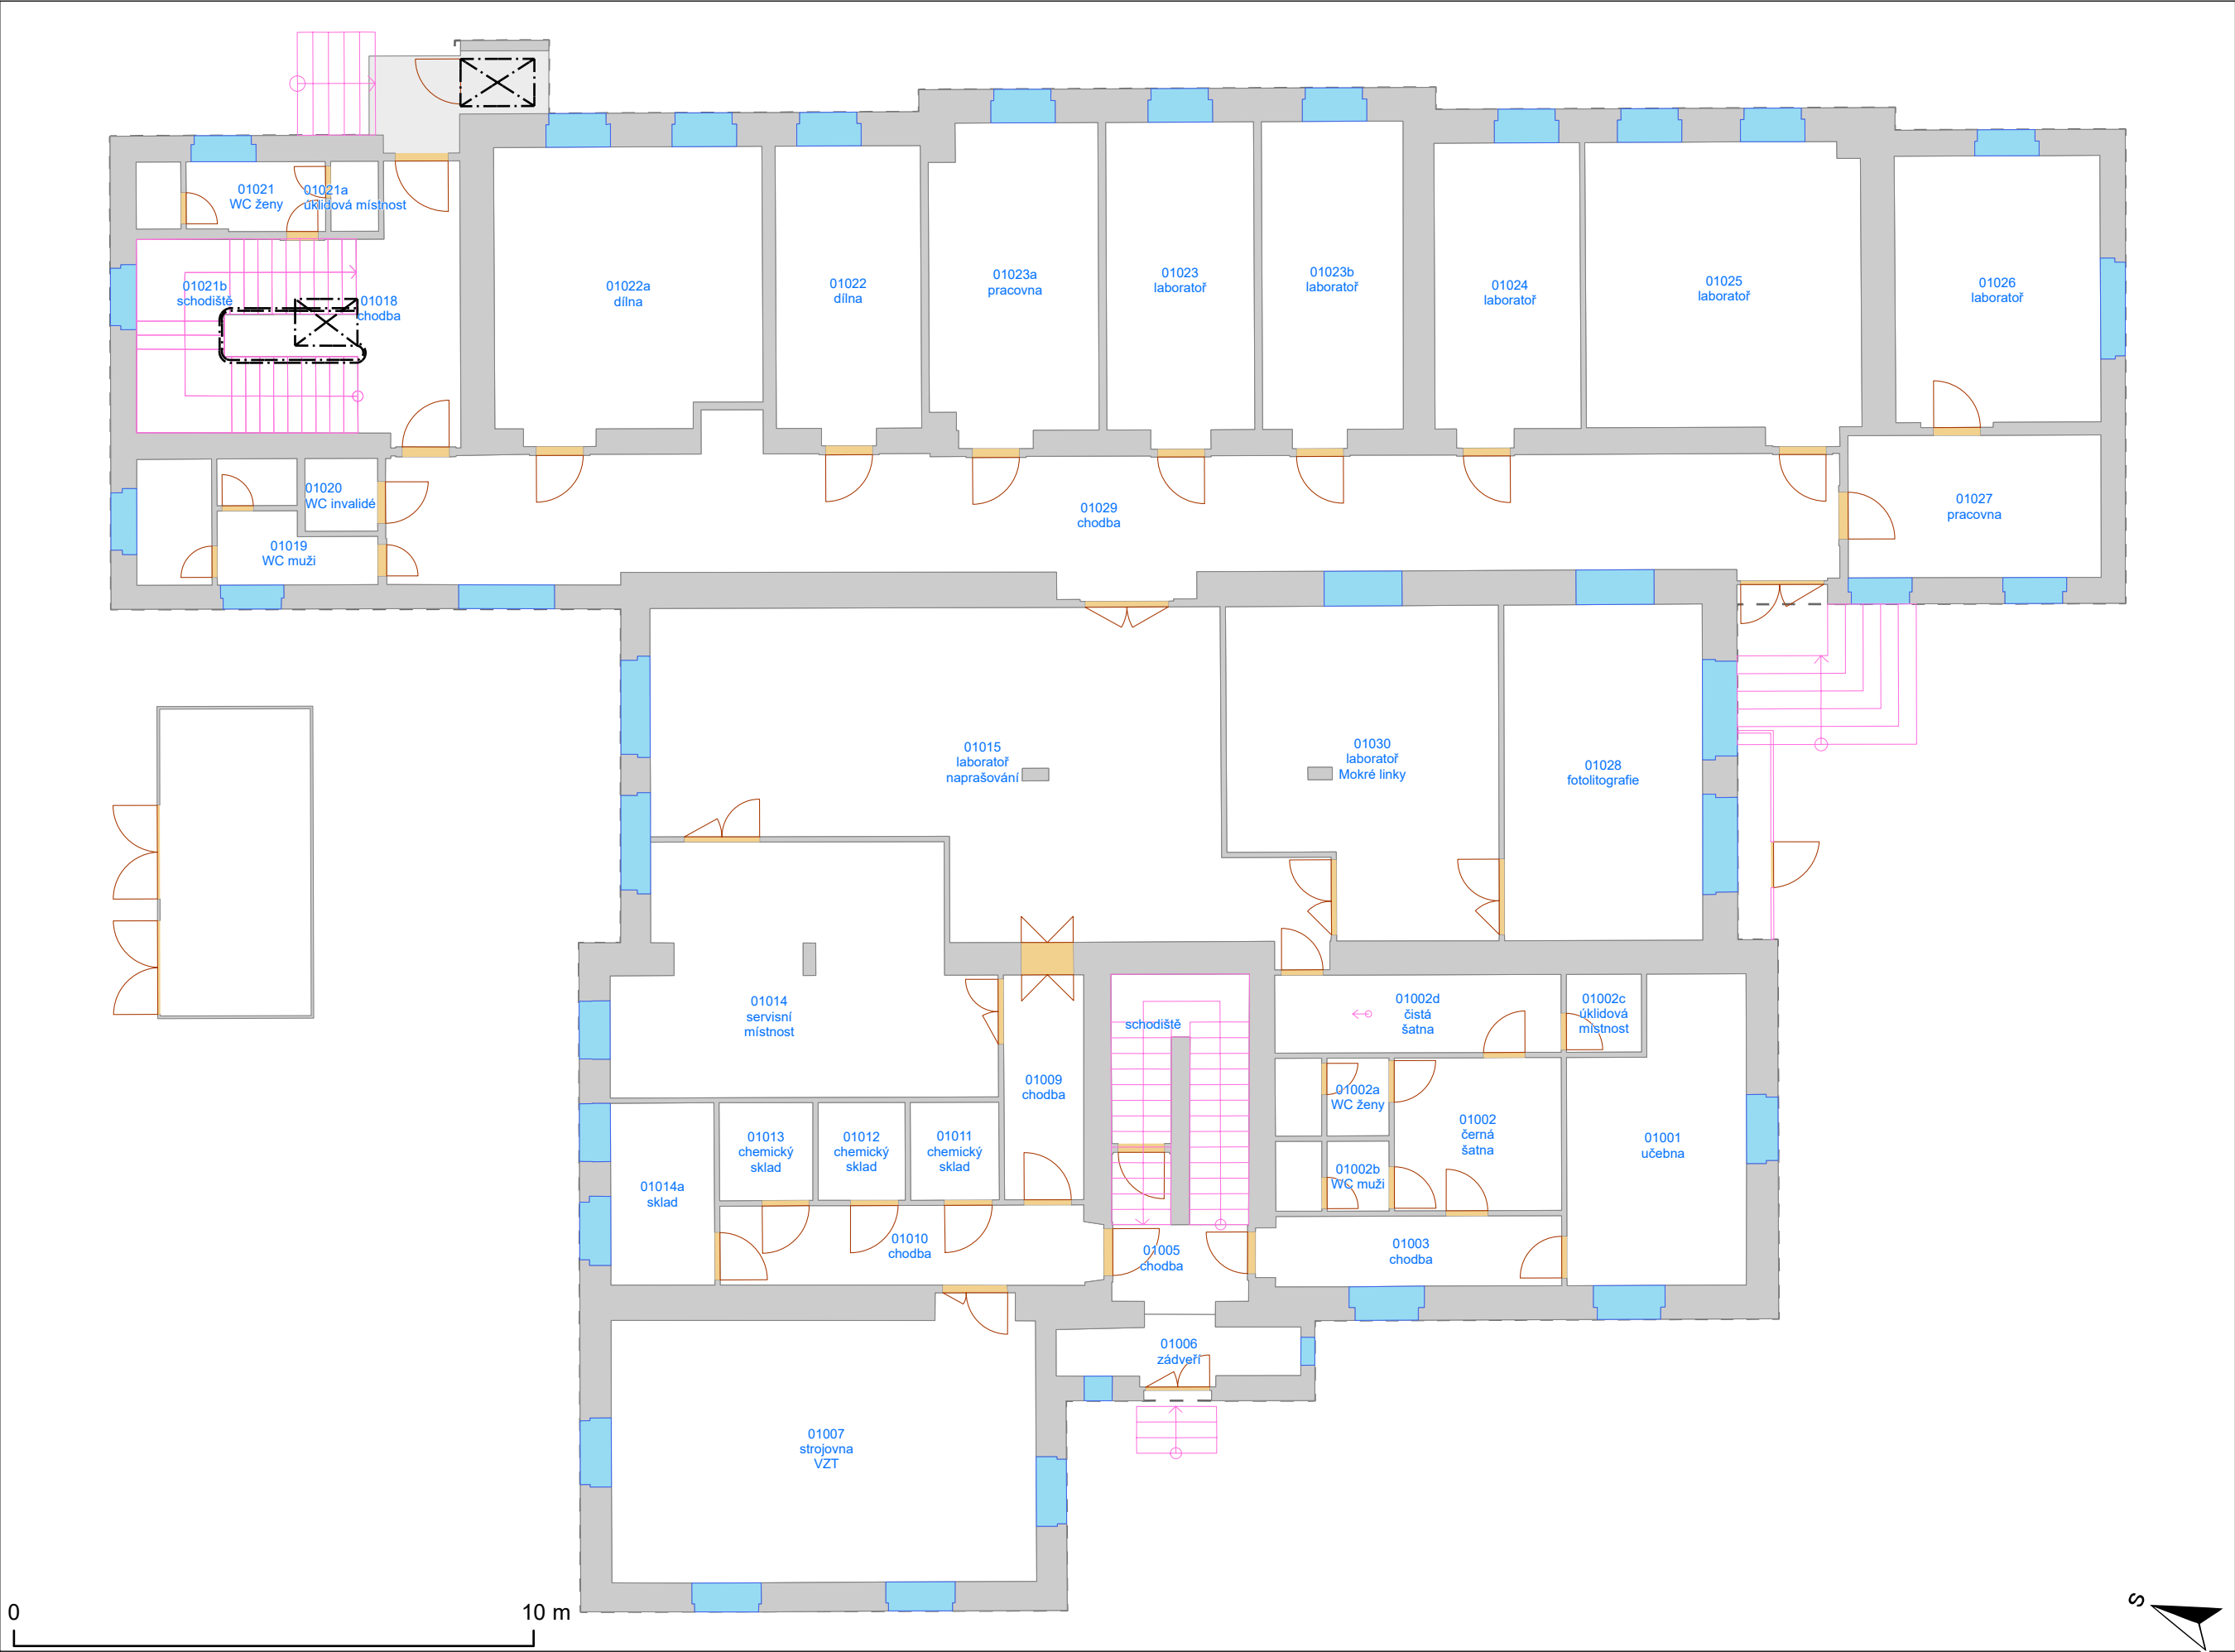 01021
WC ženy
01021a
úklidová místnost
01021b
schodiště
01018
chodba
01022a
dílna
01022
dílna
01023a
pracovna
01023
laboratoř
01023b
laboratoř
01024
laboratoř
01025
laboratoř
01026
laboratoř
01020
WC invalidé
01019
WC muži
01029
chodba
01027
pracovna
01015
laboratoř
naprašování
01030
laboratoř
Mokré linky
01028
fotolitografie
01014
servisní
místnost
01009
chodba
schodiště
01002d
čistá
šatna
01002c
úklidová
místnost
01002a
WC ženy
01002
černá
šatna
01002b
WC muži
01001
učebna
01014a
sklad
01013
chemický
sklad
01012
chemický
sklad
01011
chemický
sklad
01010
chodba
01005
chodba
01003
chodba
01006
zádveří
01007
strojovna
VZT
0
10 m
S